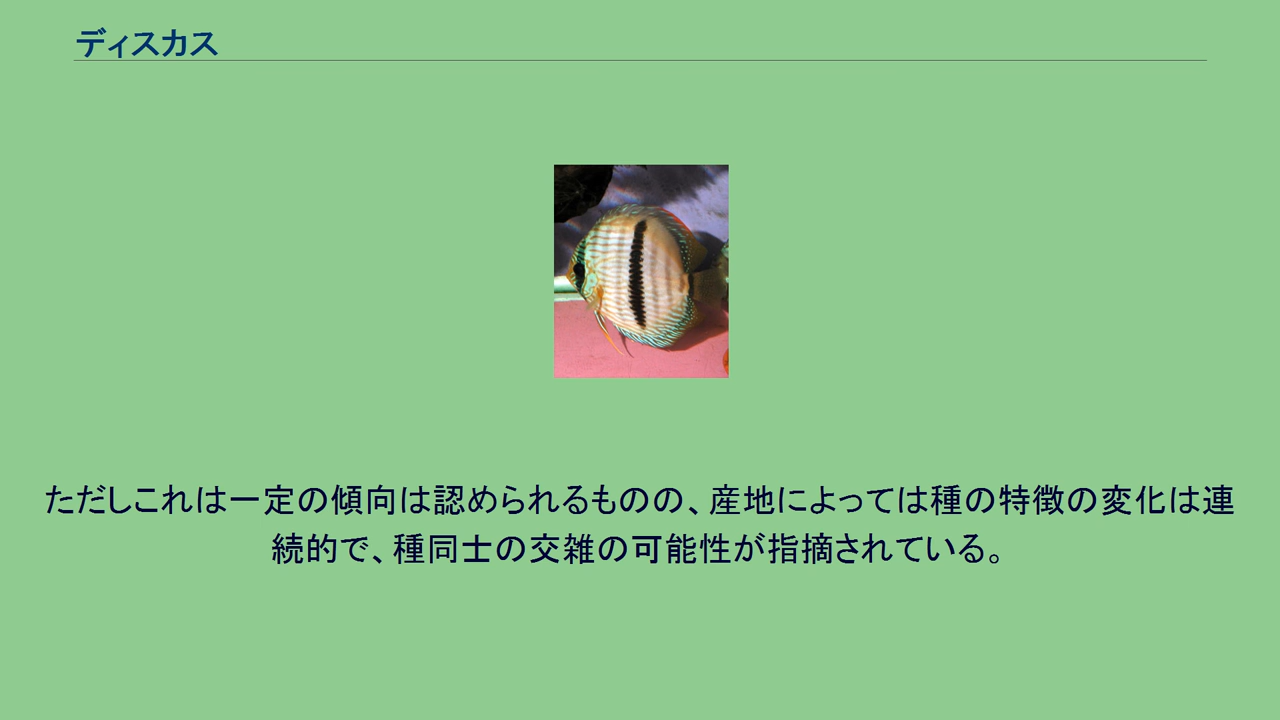 ディスカス
ただしこれは一定の傾向は認められるものの、産地によっては種の特徴の変化は連
続的で、種同士の交雑の可能性が指摘されている。